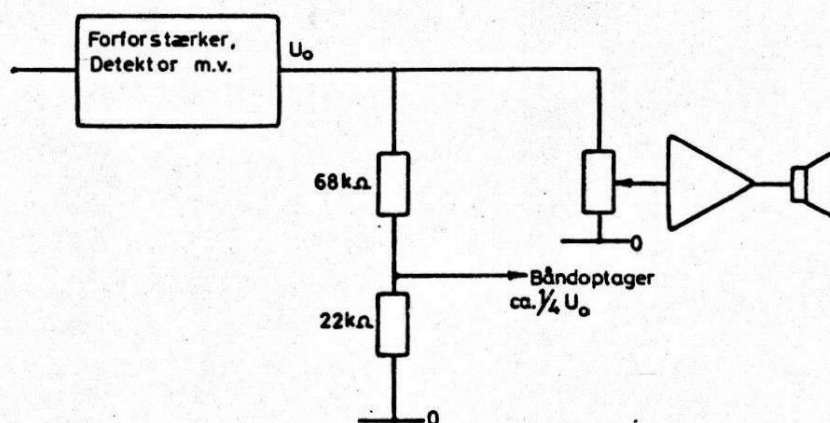 Forforstærker,
Detektor m.v.
U₀
68kΩ
0
Båndoptager
ca. ¼ U₀
22kΩ
0